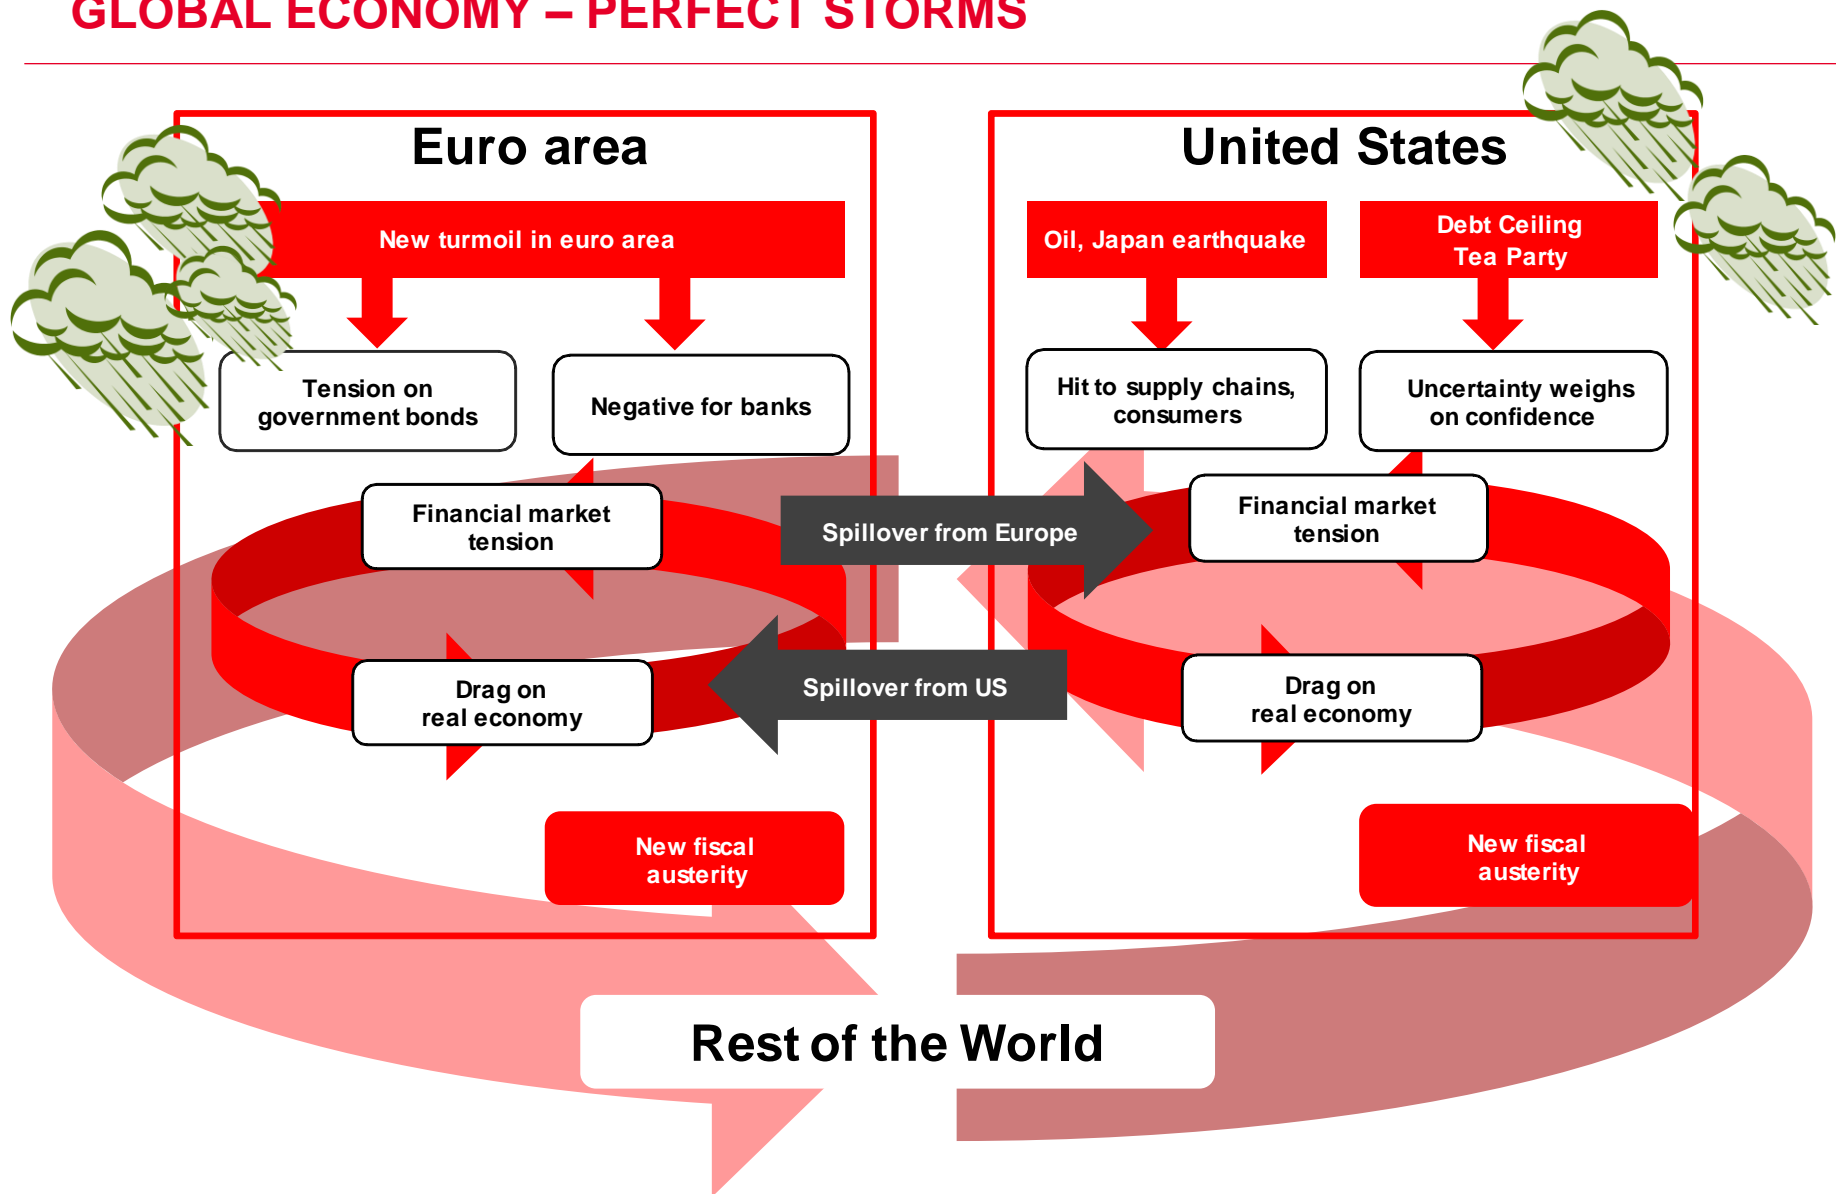 GLOBAL ECONOMY – PERFECT STORMS
Euro area
New turmoil in euro area
Tension on
government bonds
Negative for banks
Financial market
tension
Drag on
real economy
New fiscal
austerity
Spillover from Europe
Spillover from US
United States
Oil, Japan earthquake
Debt Ceiling
Tea Party
Hit to supply chains,
consumers
Uncertainty weighs
on confidence
Financial market
tension
Drag on
real economy
New fiscal
austerity
Rest of the World